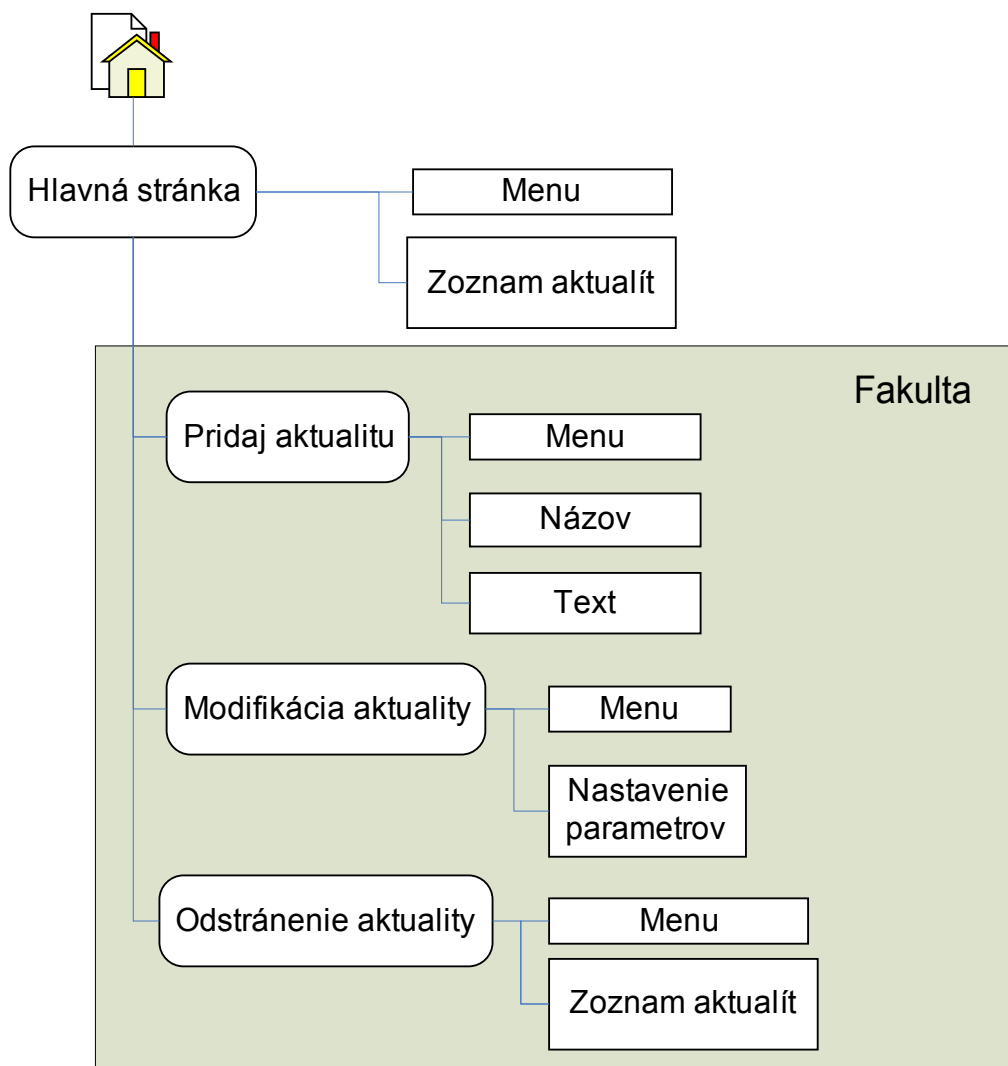 Hlavná stránka
Menu
Zoznam aktualít
Fakulta
Pridaj aktualitu
Menu
Názov
Text
Modifikácia aktuality
Menu
Nastavenie
parametrov
Odstránenie aktuality
Menu
Zoznam aktualít